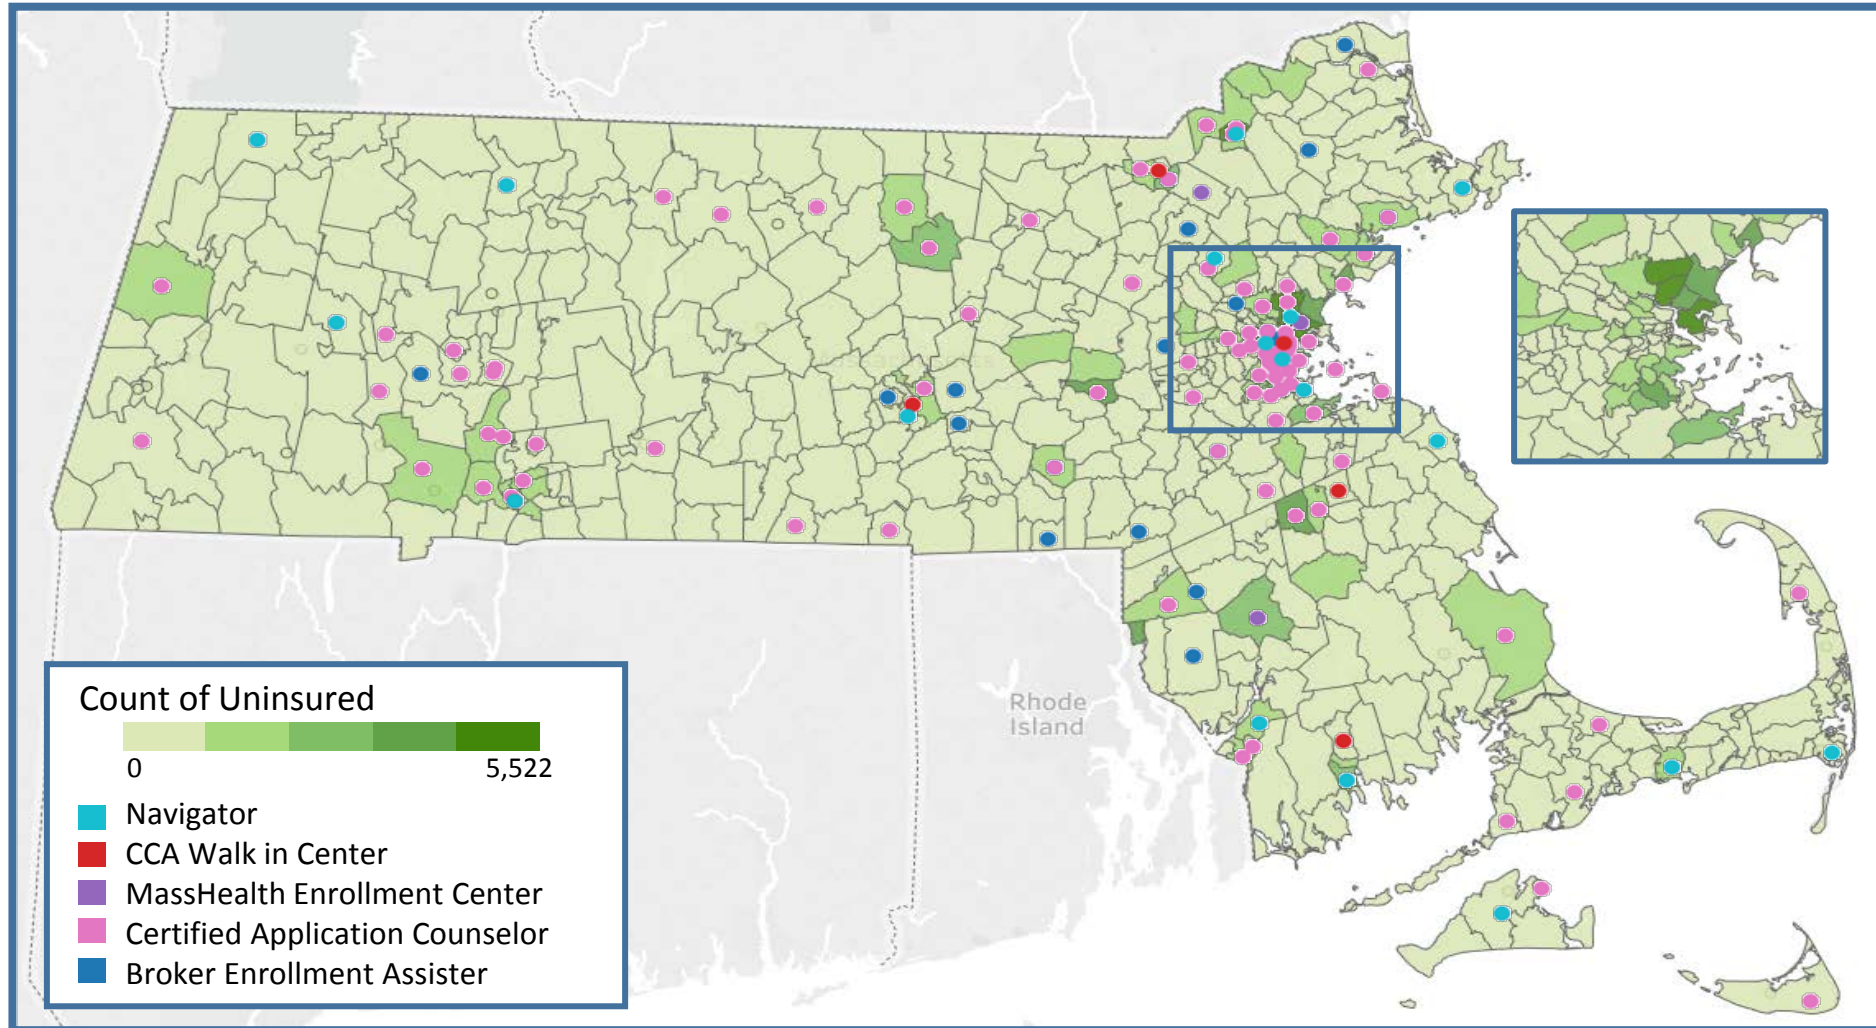 Rhode
Island
Count of Uninsured
0 5,522
Navigator
CCA Walk in Center
MassHealth Enrollment Center
Certified Application Counselor
Broker Enrollment Assister